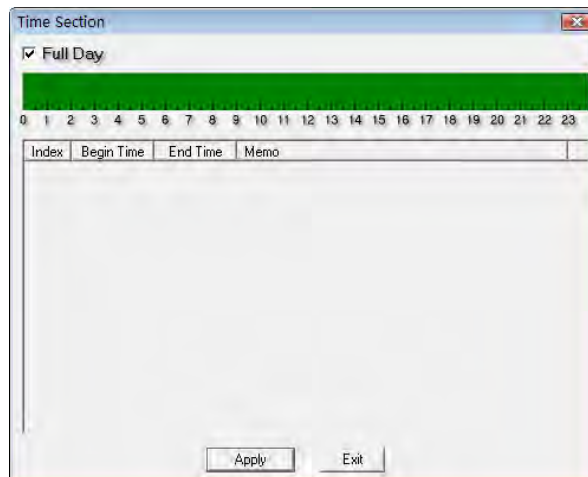 Time Section
Full Day
0 1 2 3 4 5 6 7 8 9 10 11 12 13 14 15 16 17 18 19 20 21 22 23
Index Begin Time End Time Memo
Apply Exit